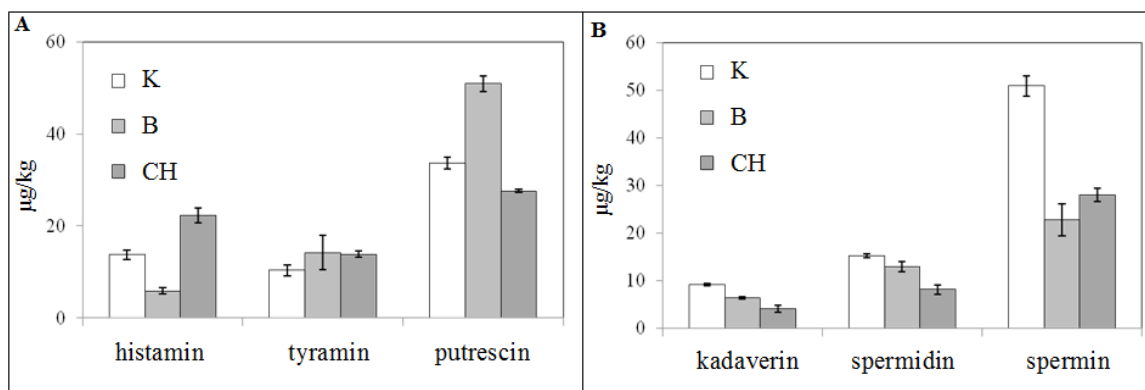 A
60
40
20
0
µg/kg
K
B
CH
histamin tyramin putrescin
B
60
50
40
30
20
10
0
µg/kg
K
B
CH
kadaverin spermidin spermin